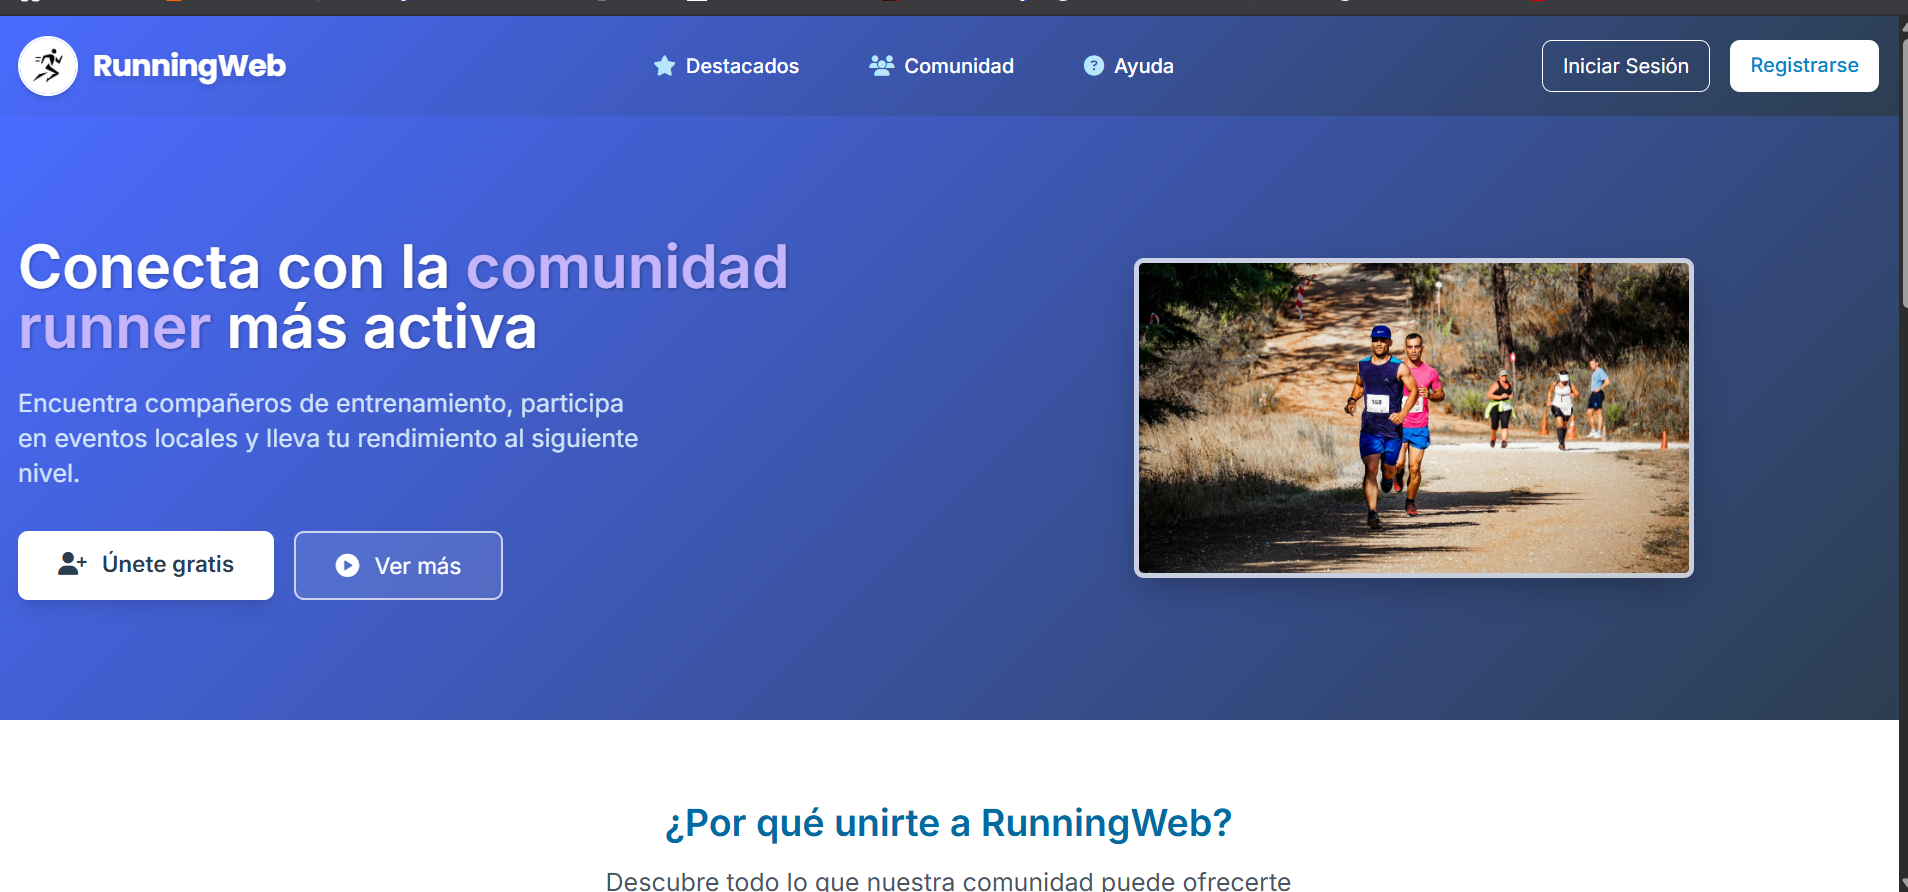 RunningWeb
Destacados
Comunidad
Ayuda
Iniciar Sesión
Registrarse
Conecta con la comunidad
runner más activa
Encuentra compañeros de entrenamiento, participa
en eventos locales y lleva tu rendimiento al siguiente
nivel.
Únete gratis
Ver más
168
¿Por qué unirte a RunningWeb?
Descubre todo lo que nuestra comunidad puede ofrecerte